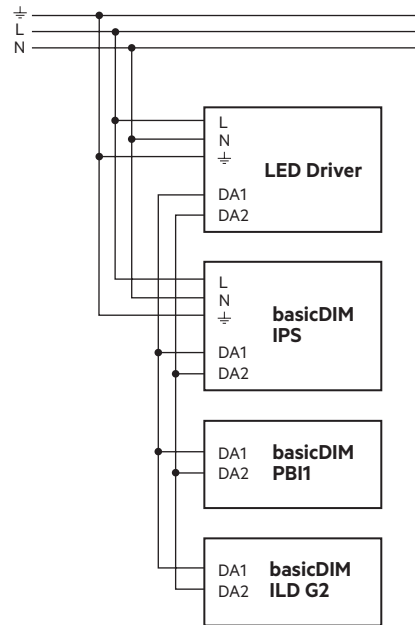 ⏚
L
N
L
N
⏚
LED Driver
DA1
DA2
L
N
⏚
basicDIM
IPS
DA1
DA2
DA1
DA2
basicDIM
PBI1
DA1
DA2
basicDIM
ILD G2